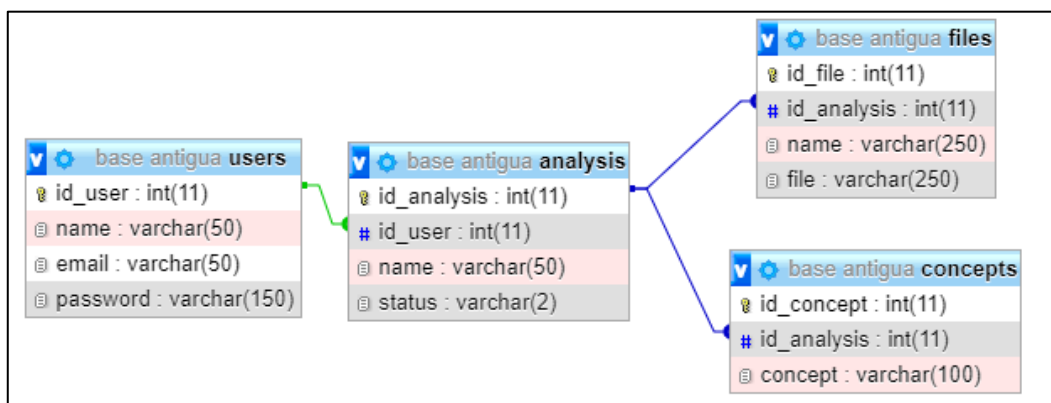 base antigua users
id_user : int(11)
name : varchar(50)
email : varchar(50)
password : varchar(150)
base antigua analysis
id_analysis : int(11)
# id_user : int(11)
name : varchar(50)
status : varchar(2)
base antigua files
id_file : int(11)
# id_analysis : int(11)
name : varchar(250)
file : varchar(250)
base antigua concepts
id_concept : int(11)
# id_analysis : int(11)
concept : varchar(100)